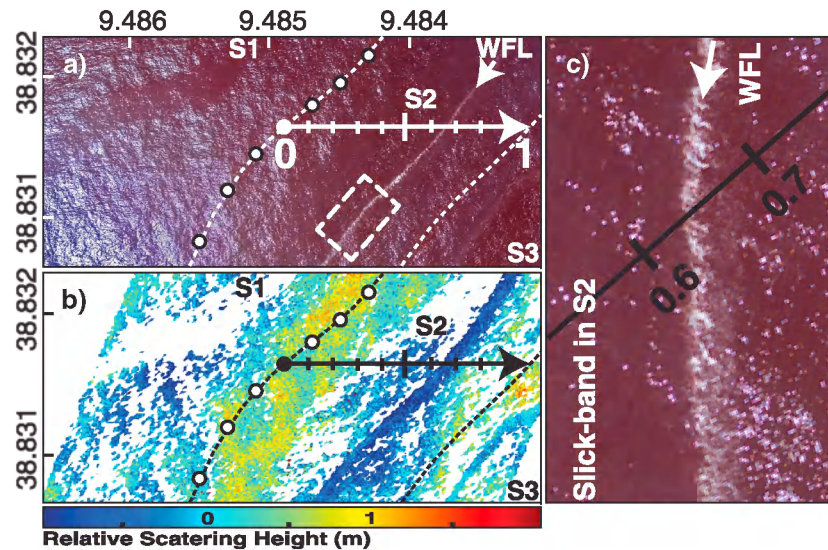 9.486 9.485 9.484
a) S1 WFL
38.832
S2
0 1
38.831
S3
b) S1
38.832
S2
38.831
S3
0 1
Relative Scatering Height (m)
c) WFL
0.7
0.6
Slick-band in S2